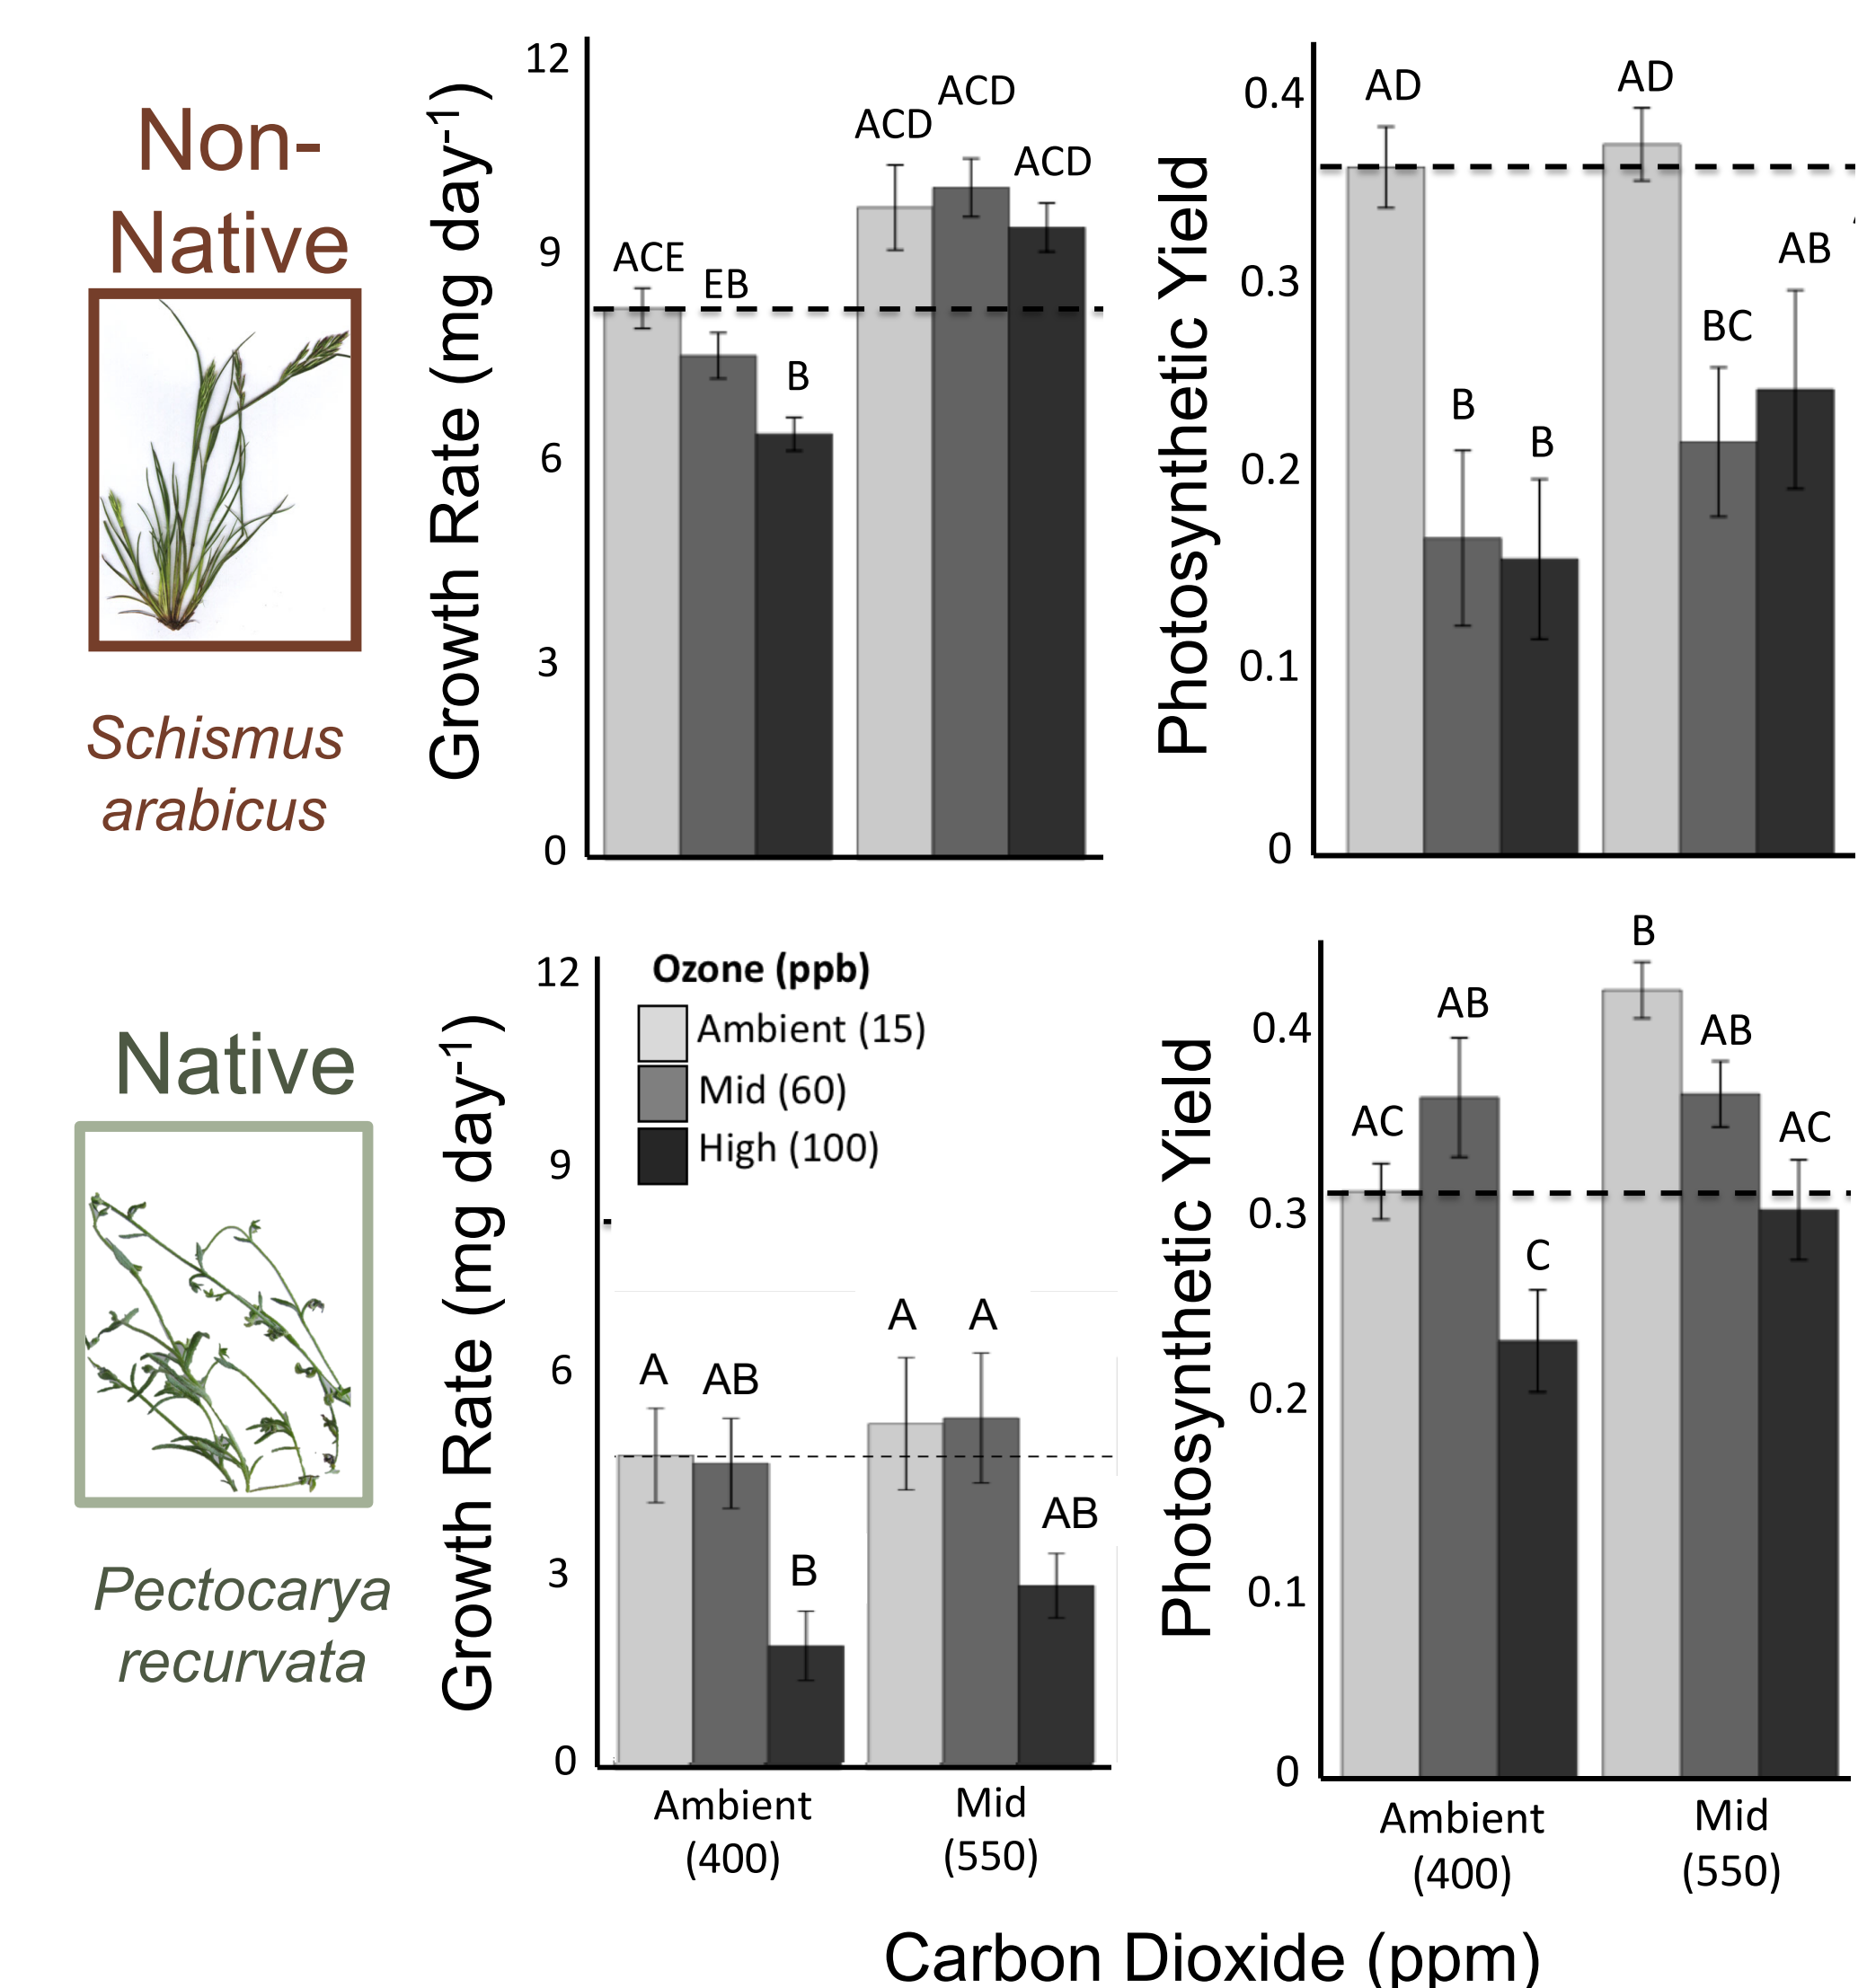 Non-
Native
Schismus
arabicus
Growth Rate (mg day-1)
12
9
6
3
0
ACE
EB
B
ACD
ACD
ACD
Photosynthetic Yield
0.4
0.3
0.2
0.1
0
AD
B
B
AD
BC
AB
Native
Pectocarya
recurvata
Growth Rate (mg day-1)
12
9
6
3
0
Ozone (ppb)
Ambient (15)
Mid (60)
High (100)
A
AB
B
A
A
AB
Ambient
(400)
Mid
(550)
Photosynthetic Yield
0.4
0.3
0.2
0.1
0
AC
AB
C
B
AB
AC
Ambient
(400)
Mid
(550)
Carbon Dioxide (ppm)